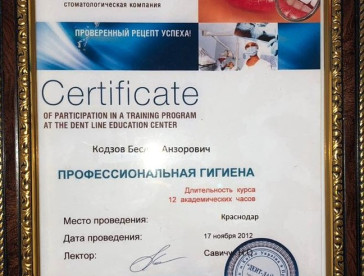 стоматологическая компания
ПРОВЕРЕННЫЙ РЕЦЕПТ УСПЕХА!
Certificate
OF PARTICIPATION IN A TRAINING PROGRAM
AT THE DENT LINE EDUCATION CENTER
Кодзов Анзорович
ПРОФЕССИОНАЛЬНАЯ ГИГИЕНА
Длительность курса
12 академических часов
Место проведения: Краснодар
Дата проведения: 17 ноября 2012
Лектор: